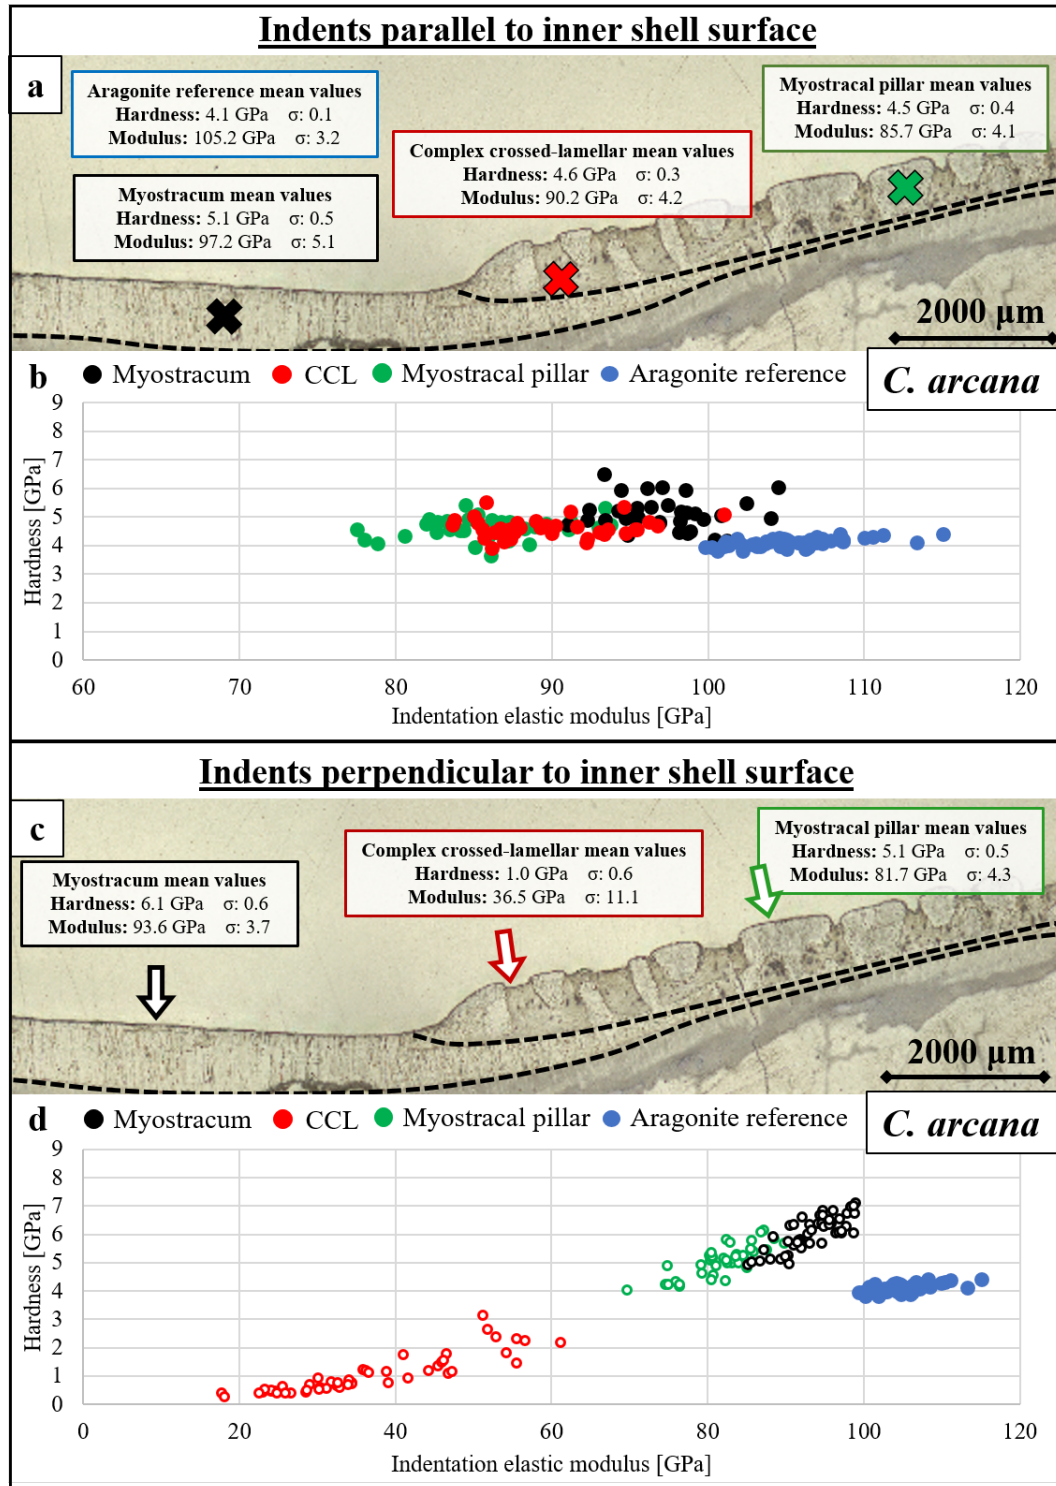 Indents parallel to inner shell surface
a
Aragonite reference mean values
Hardness: 4.1 GPa σ: 0.1
Modulus: 105.2 GPa σ: 3.2
Myostracum mean values
Hardness: 5.1 GPa σ: 0.5
Modulus: 97.2 GPa σ: 5.1
Complex crossed-lamellar mean values
Hardness: 4.6 GPa σ: 0.3
Modulus: 90.2 GPa σ: 4.2
Myostracal pillar mean values
Hardness: 4.5 GPa σ: 0.4
Modulus: 85.7 GPa σ: 4.1
2000 µm
b
Myostracum CCL Myostracal pillar Aragonite reference
C. arcana
Hardness [GPa]
9
8
7
6
5
4
3
2
1
0
60 70 80 90 100 110 120
Indentation elastic modulus [GPa]
Indents perpendicular to inner shell surface
c
Myostracum mean values
Hardness: 6.1 GPa σ: 0.6
Modulus: 93.6 GPa σ: 3.7
Complex crossed-lamellar mean values
Hardness: 1.0 GPa σ: 0.6
Modulus: 36.5 GPa σ: 11.1
Myostracal pillar mean values
Hardness: 5.1 GPa σ: 0.5
Modulus: 81.7 GPa σ: 4.3
2000 µm
d
Myostracum CCL Myostracal pillar Aragonite reference
C. arcana
Hardness [GPa]
9
8
7
6
5
4
3
2
1
0
0 20 40 60 80 100 120
Indentation elastic modulus [GPa]